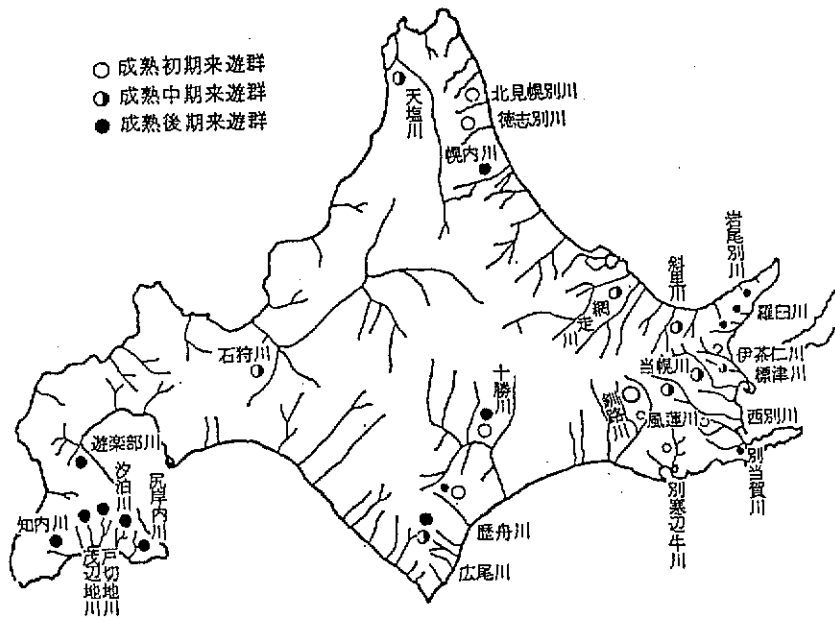 成熟初期来遊群
成熟中期来遊群
成熟後期来遊群
天塩川
北見幌別川
徳志別川
幌内川
岩尾別川
斜里川
羅臼川
網走川
伊茶仁川
標津川
当幌川
石狩川
十勝川
釧路川
風蓮川
西別川
別当賀川
別寒辺牛川
遊楽部川
汐泊川
尻岸内川
知内川
茂辺地川
戸切地川
歴舟川
広尾川